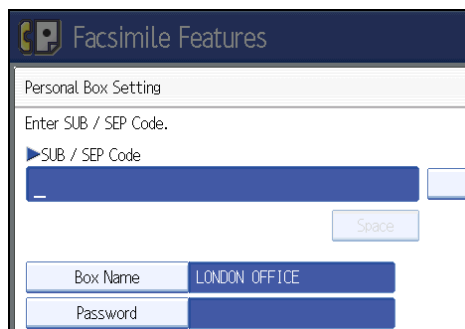 Facsimile Features
Personal Box Setting
Enter SUB / SEP Code.
▶SUB / SEP Code
_
Space
Box Name LONDON OFFICE
Password